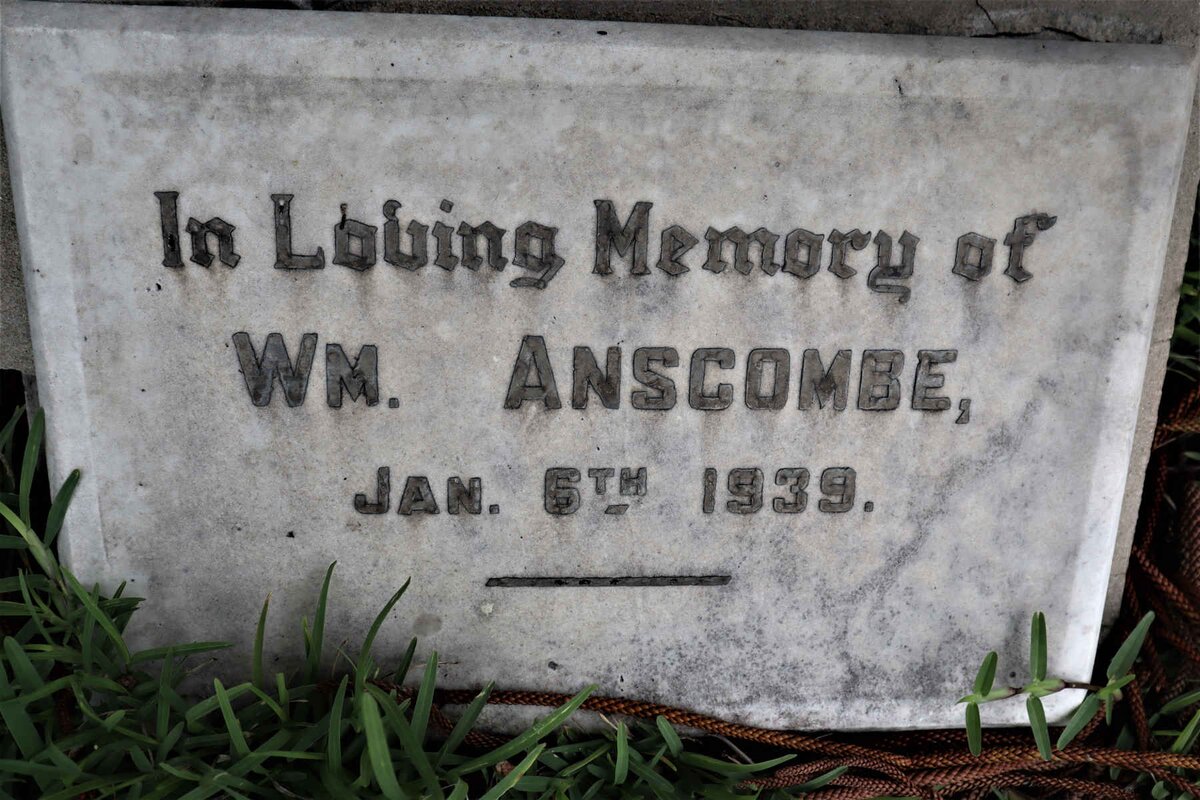 In Loving Memory of
WM. ANSCOMBE,
JAN. 6TH 1939.